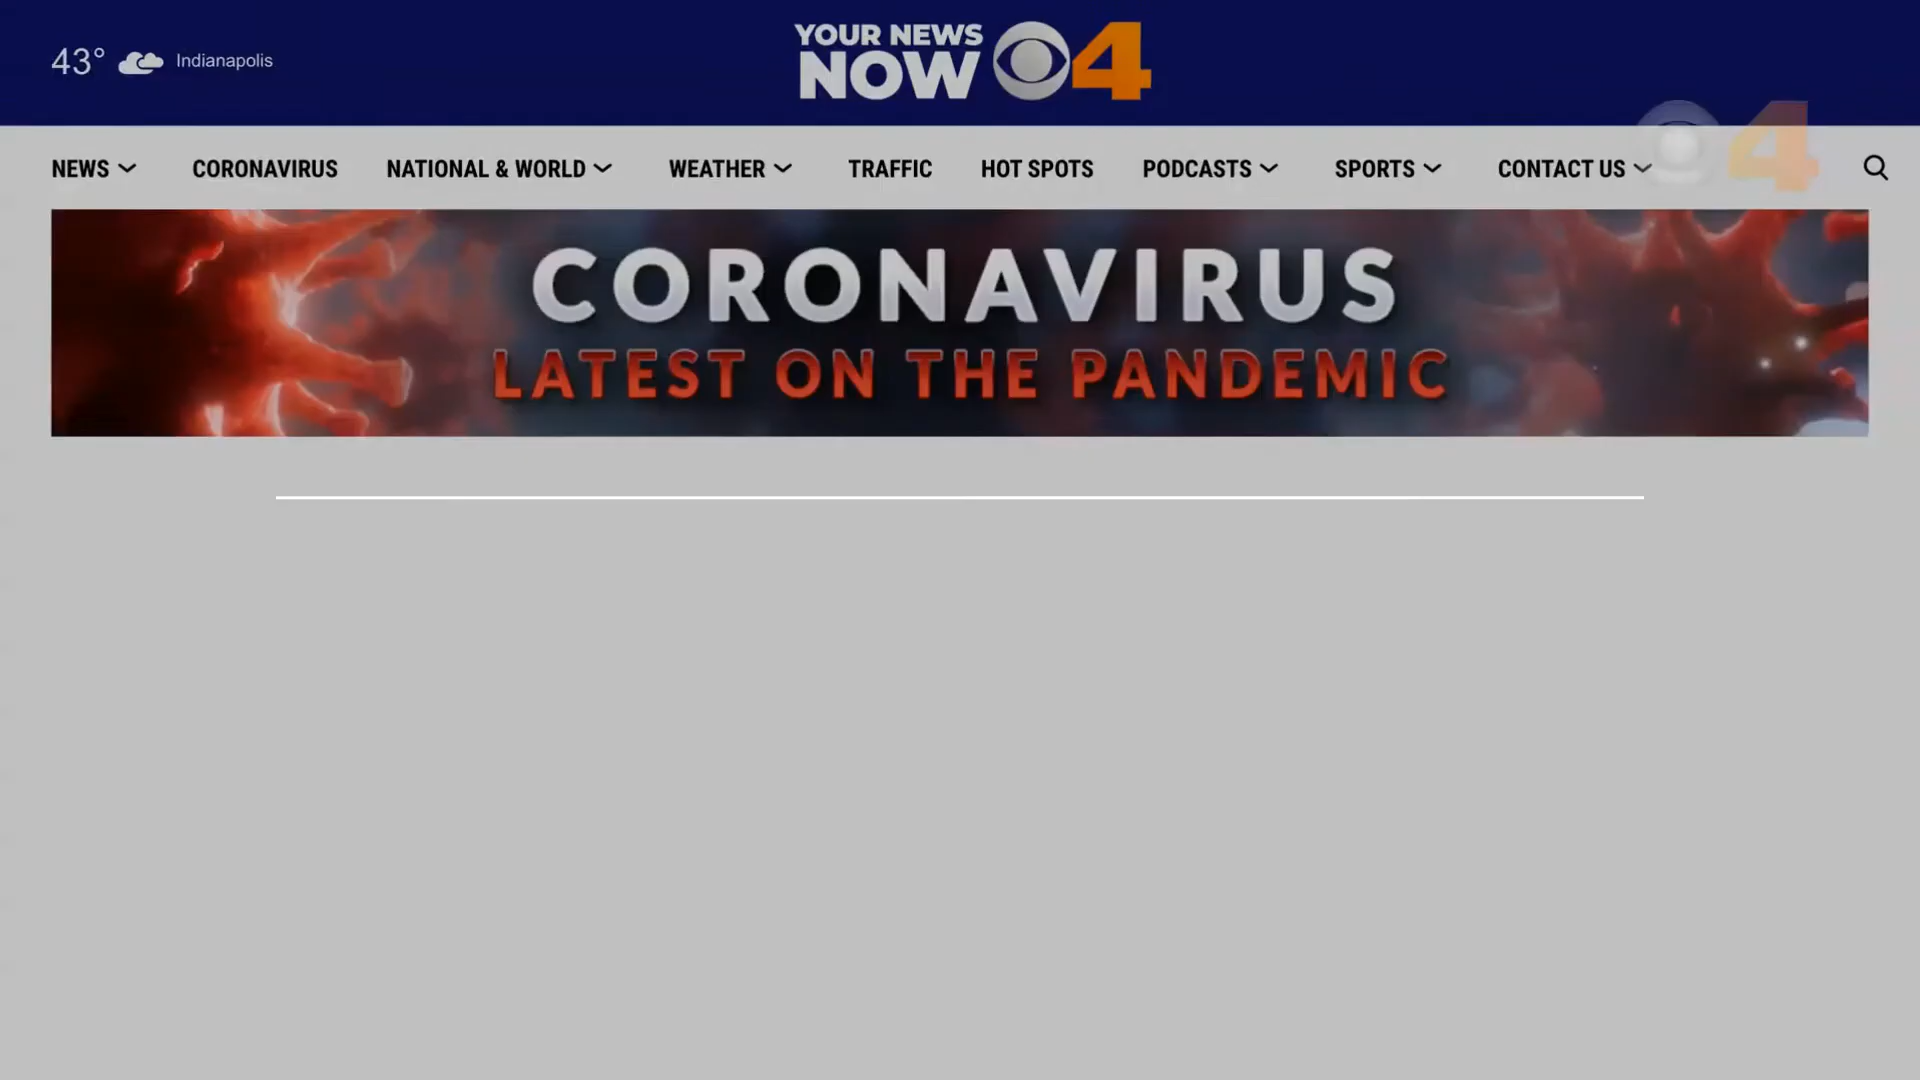 43° Indianapolis
YOUR NEWS
NOW 4
4
NEWS CORONAVIRUS NATIONAL & WORLD WEATHER TRAFFIC HOT SPOTS PODCASTS SPORTS CONTACT US
CORONAVIRUS
LATEST ON THE PANDEMIC